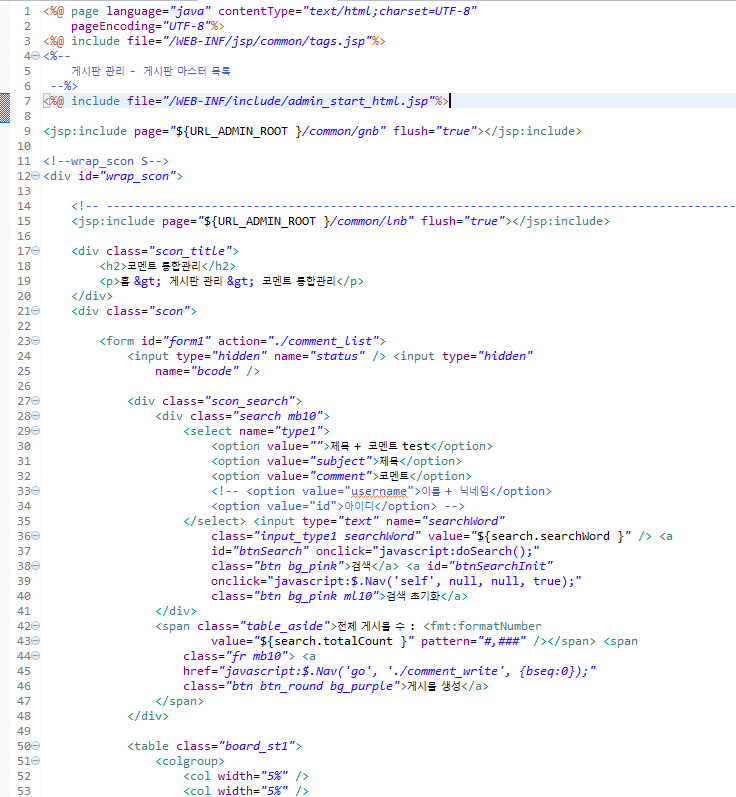 1 <%@ page language="java" contentType="text/html;charset=UTF-8"
2 pageEncoding="UTF-8"%>
3 <%@ include file="/WEB-INF/jsp/common/tags.jsp"%>
4 <%--
5 게시판 관리 - 게시판 마스터 목록
6 --%>
7 <%@ include file="/WEB-INF/include/admin_start_html.jsp"%>
8
9 <jsp:include page="${URL_ADMIN_ROOT }/common/gnb" flush="true"></jsp:include>
10
11 <!--wrap_scon S-->
12 <div id="wrap_scon">
13
14 <!-- ------------------------------------------------------------------------------------------
15 <jsp:include page="${URL_ADMIN_ROOT }/common/lnb" flush="true"></jsp:include>
16
17 <div class="scon_title">
18 <h2>코멘트 통합관리</h2>
19 <p>홈 &gt; 게시판 관리 &gt; 코멘트 통합관리</p>
20 </div>
21 <div class="scon">
22
23 <form id="form1" action="./comment_list">
24 <input type="hidden" name="status" /> <input type="hidden"
25 name="bcode" />
26
27 <div class="scon_search">
28 <div class="search mb10">
29 <select name="type1">
30 <option value="">제목 + 코멘트 test</option>
31 <option value="subject">제목</option>
32 <option value="comment">코멘트</option>
33 <!-- <option value="username">이름 + 닉네임</option>
34 <option value="id">아이디</option> -->
35 </select> <input type="text" name="searchWord"
36 class="input_type1 searchWord" value="${search.searchWord }" /> <a
37 id="btnSearch" onclick="javascript:doSearch();"
38 class="btn bg_pink">검색</a> <a id="btnSearchInit"
39 onclick="javascript:$.Nav('self', null, null, true);"
40 class="btn bg_pink ml10">검색 초기화</a>
41 </div>
42 <span class="table_aside">전체 게시물 수 : <fmt:formatNumber
43 value="${search.totalCount }" pattern="#,###" /></span> <span
44 class="fr mb10"> <a
45 href="javascript:$.Nav('go', './comment_write', {bseq:0});"
46 class="btn btn_round bg_purple">게시물 생성</a>
47 </span>
48 </div>
49
50 <table class="board_st1">
51 <colgroup>
52 <col width="5%" />
53 <col width="5%" />